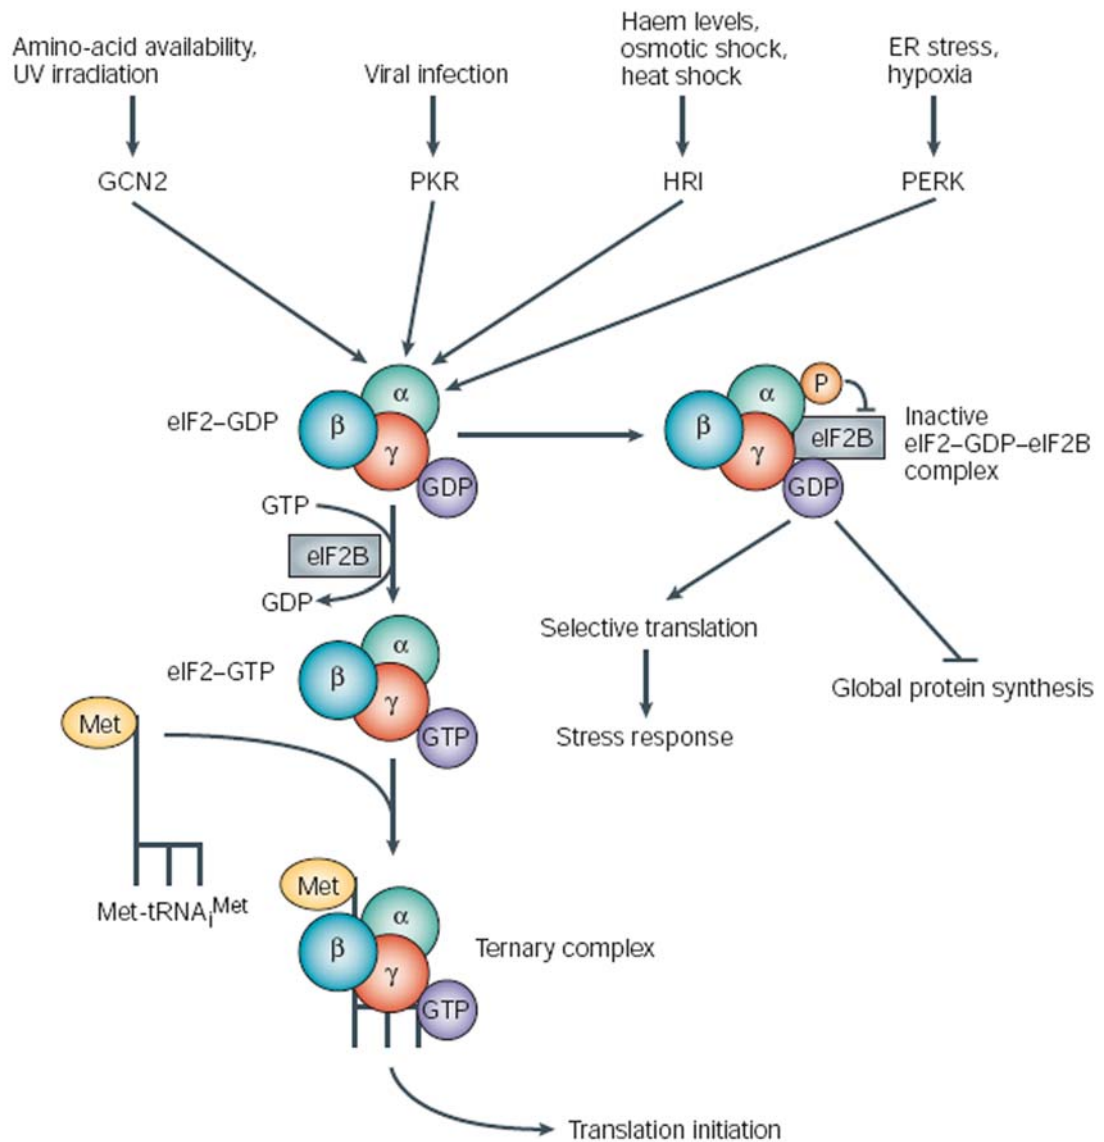 Amino-acid availability,
UV irradiation
Viral infection
Haem levels,
osmotic shock,
heat shock
ER stress,
hypoxia
GCN2
PKR
HRI
PERK
eIF2–GDP
α
β
γ
GDP
α
P
β
γ
eIF2B
GDP
Inactive
eIF2–GDP–eIF2B
complex
GTP
eIF2B
GDP
eIF2–GTP
α
β
γ
GTP
Selective translation
Stress response
Global protein synthesis
Met
Met-tRNAiMet
Met
α
β
γ
GTP
Ternary complex
Translation initiation